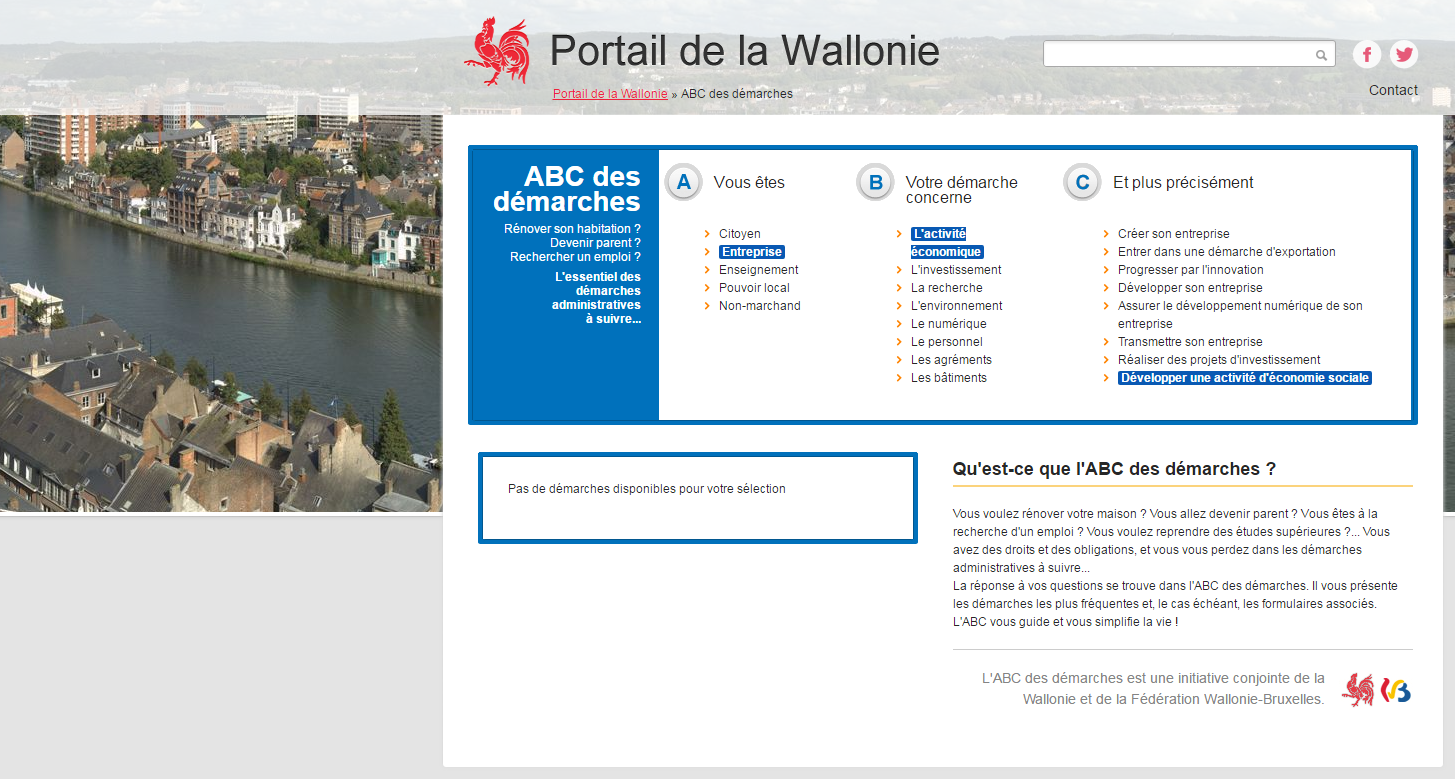 Portail de la Wallonie
Portail de la Wallonie » ABC des démarches
Contact
ABC des
démarches
Rénover son habitation ?
Devenir parent ?
Rechercher un emploi ?
L'essentiel des
démarches
administratives
à suivre...
A Vous êtes
Citoyen
Entreprise
Enseignement
Pouvoir local
Non-marchand
B Votre démarche
concerne
L'activité
économique
L'investissement
La recherche
L'environnement
Le numérique
Le personnel
Les agréments
Les bâtiments
C Et plus précisément
Créer son entreprise
Entrer dans une démarche d'exportation
Progresser par l'innovation
Développer son entreprise
Assurer le développement numérique de son
entreprise
Transmettre son entreprise
Réaliser des projets d'investissement
Développer une activité d'économie sociale
Pas de démarches disponibles pour votre sélection
Qu'est-ce que l'ABC des démarches ?
Vous voulez rénover votre maison ? Vous allez devenir parent ? Vous êtes à la
recherche d'un emploi ? Vous voulez reprendre des études supérieures ?... Vous
avez des droits et des obligations, et vous vous perdez dans les démarches
administratives à suivre...
La réponse à vos questions se trouve dans l'ABC des démarches. Il vous présente
les démarches les plus fréquentes et, le cas échéant, les formulaires associés.
L'ABC vous guide et vous simplifie la vie !
L'ABC des démarches est une initiative conjointe de la
Wallonie et de la Fédération Wallonie-Bruxelles.